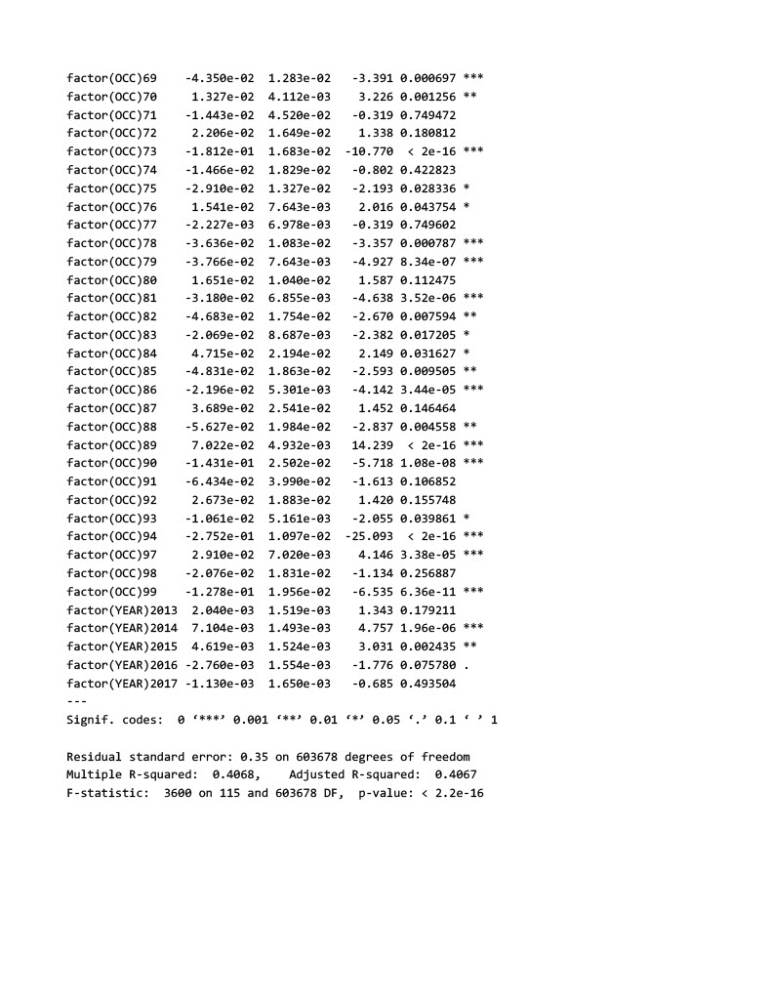 factor(OCC)69    -4.350e-02  1.283e-02   -3.391 0.000697 ***
factor(OCC)70     1.327e-02  4.112e-03    3.226 0.001256 **
factor(OCC)71    -1.443e-02  4.520e-02   -0.319 0.749472
factor(OCC)72     2.206e-02  1.649e-02    1.338 0.180812
factor(OCC)73    -1.812e-01  1.683e-02  -10.770  < 2e-16 ***
factor(OCC)74    -1.466e-02  1.829e-02   -0.802 0.422823
factor(OCC)75    -2.910e-02  1.327e-02   -2.193 0.028336 *
factor(OCC)76     1.541e-02  7.643e-03    2.016 0.043754 *
factor(OCC)77    -2.227e-03  6.978e-03   -0.319 0.749602
factor(OCC)78    -3.636e-02  1.083e-02   -3.357 0.000787 ***
factor(OCC)79    -3.766e-02  7.643e-03   -4.927 8.34e-07 ***
factor(OCC)80     1.651e-02  1.040e-02    1.587 0.112475
factor(OCC)81    -3.180e-02  6.855e-03   -4.638 3.52e-06 ***
factor(OCC)82    -4.683e-02  1.754e-02   -2.670 0.007594 **
factor(OCC)83    -2.069e-02  8.687e-03   -2.382 0.017205 *
factor(OCC)84     4.715e-02  2.194e-02    2.149 0.031627 *
factor(OCC)85    -4.831e-02  1.863e-02   -2.593 0.009505 **
factor(OCC)86    -2.196e-02  5.301e-03   -4.142 3.44e-05 ***
factor(OCC)87     3.689e-02  2.541e-02    1.452 0.146464
factor(OCC)88    -5.627e-02  1.984e-02   -2.837 0.004558 **
factor(OCC)89     7.022e-02  4.932e-03   14.239  < 2e-16 ***
factor(OCC)90    -1.431e-01  2.502e-02   -5.718 1.08e-08 ***
factor(OCC)91    -6.434e-02  3.990e-02   -1.613 0.106852
factor(OCC)92     2.673e-02  1.883e-02    1.420 0.155748
factor(OCC)93    -1.061e-02  5.161e-03   -2.055 0.039861 *
factor(OCC)94    -2.752e-01  1.097e-02  -25.093  < 2e-16 ***
factor(OCC)97     2.910e-02  7.020e-03    4.146 3.38e-05 ***
factor(OCC)98    -2.076e-02  1.831e-02   -1.134 0.256887
factor(OCC)99    -1.278e-01  1.956e-02   -6.535 6.36e-11 ***
factor(YEAR)2013  2.040e-03  1.519e-03    1.343 0.179211
factor(YEAR)2014  7.104e-03  1.493e-03    4.757 1.96e-06 ***
factor(YEAR)2015  4.619e-03  1.524e-03    3.031 0.002435 **
factor(YEAR)2016 -2.760e-03  1.554e-03   -1.776 0.075780 .
factor(YEAR)2017 -1.130e-03  1.650e-03   -0.685 0.493504
---
Signif. codes:  0 ‘***’ 0.001 ‘**’ 0.01 ‘*’ 0.05 ‘.’ 0.1 ‘ ’ 1
Residual standard error: 0.35 on 603678 degrees of freedom
Multiple R-squared:  0.4068,    Adjusted R-squared:  0.4067
F-statistic:  3600 on 115 and 603678 DF,  p-value: < 2.2e-16